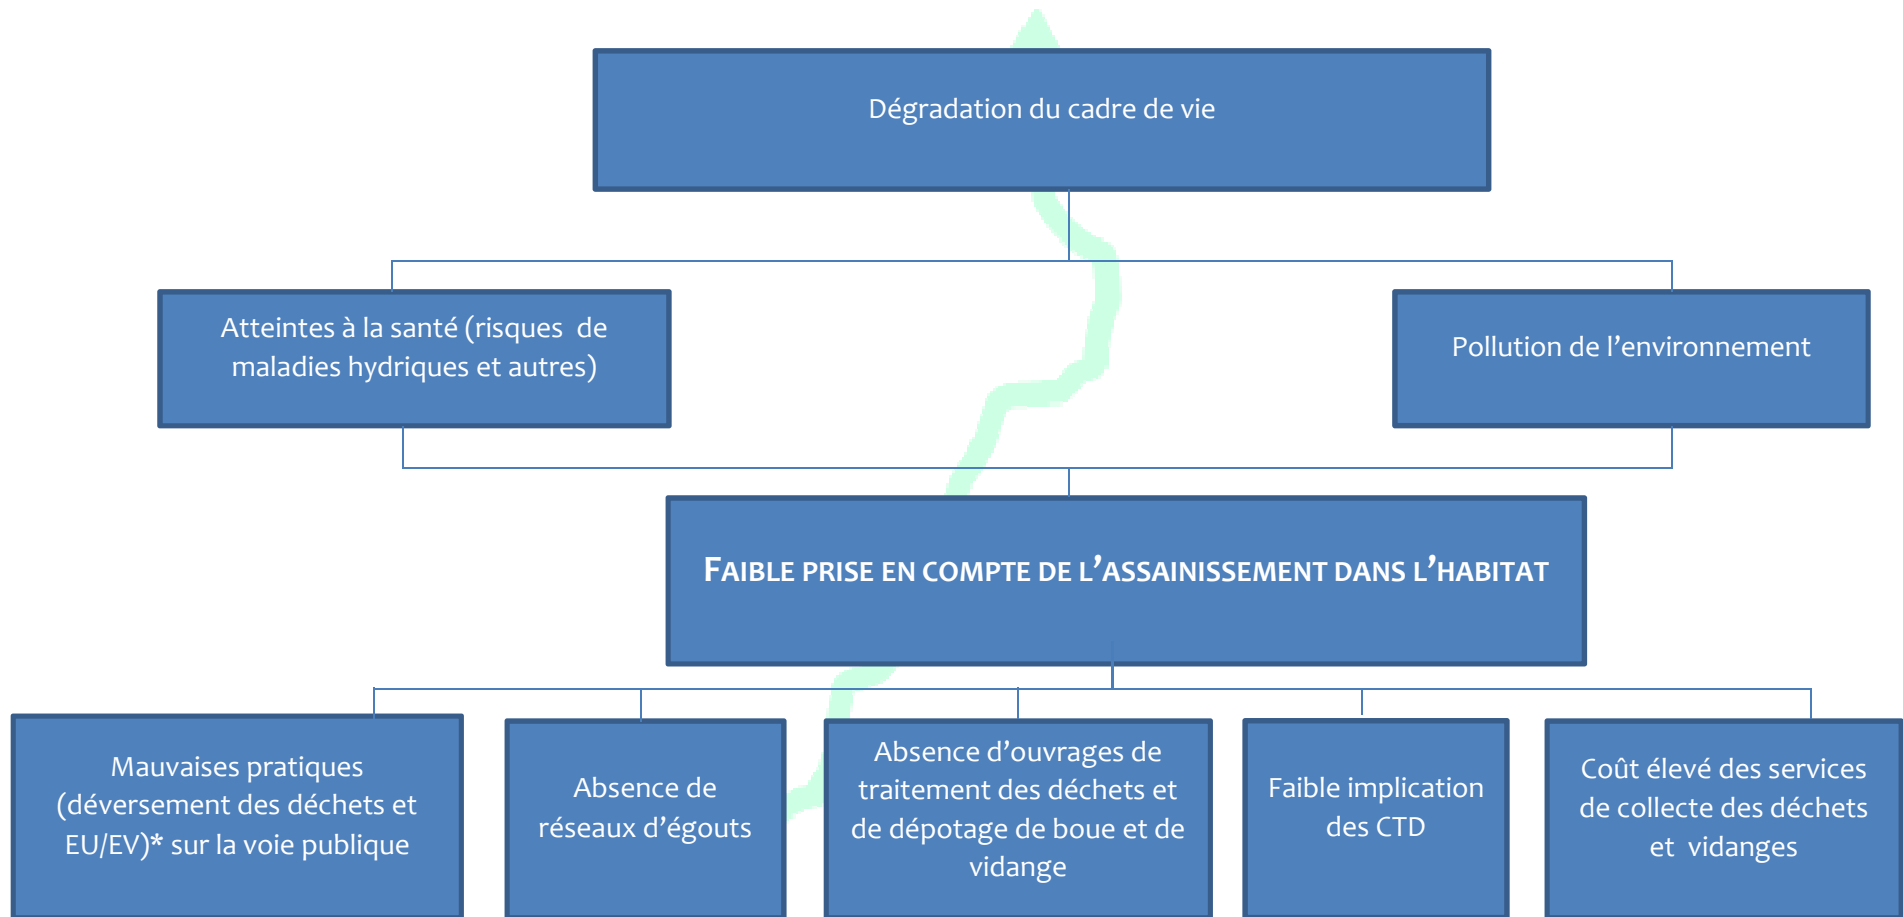 Dégradation du cadre de vie
Atteintes à la santé (risques de
maladies hydriques et autres)
Pollution de l’environnement
FAIBLE PRISE EN COMPTE DE L’ASSAINISSEMENT DANS L’HABITAT
Mauvaises pratiques
(déversement des déchets et
EU/EV)* sur la voie publique
Absence de
réseaux d’égouts
Absence d’ouvrages de
traitement des déchets et
de dépotage de boue et de
vidange
Faible implication
des CTD
Coût élevé des services
de collecte des déchets
et vidanges